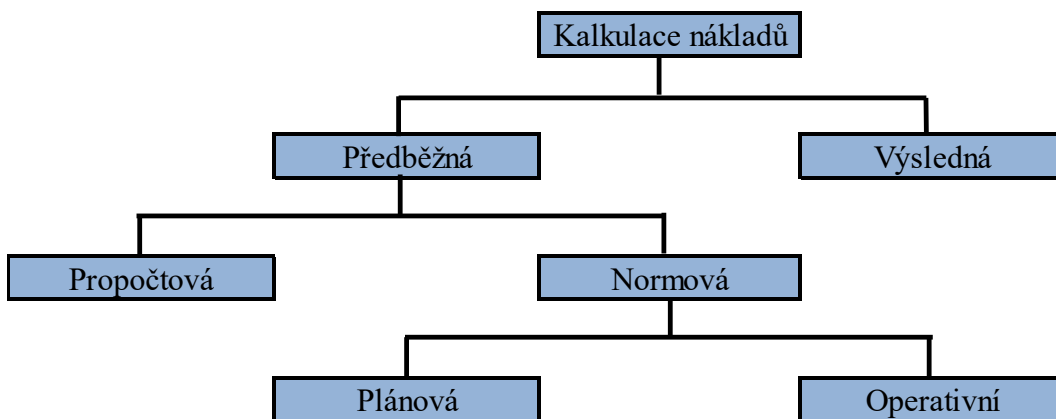 Kalkulace nákladů
Předběžná
Výsledná
Propočtová
Normová
Plánová
Operativní